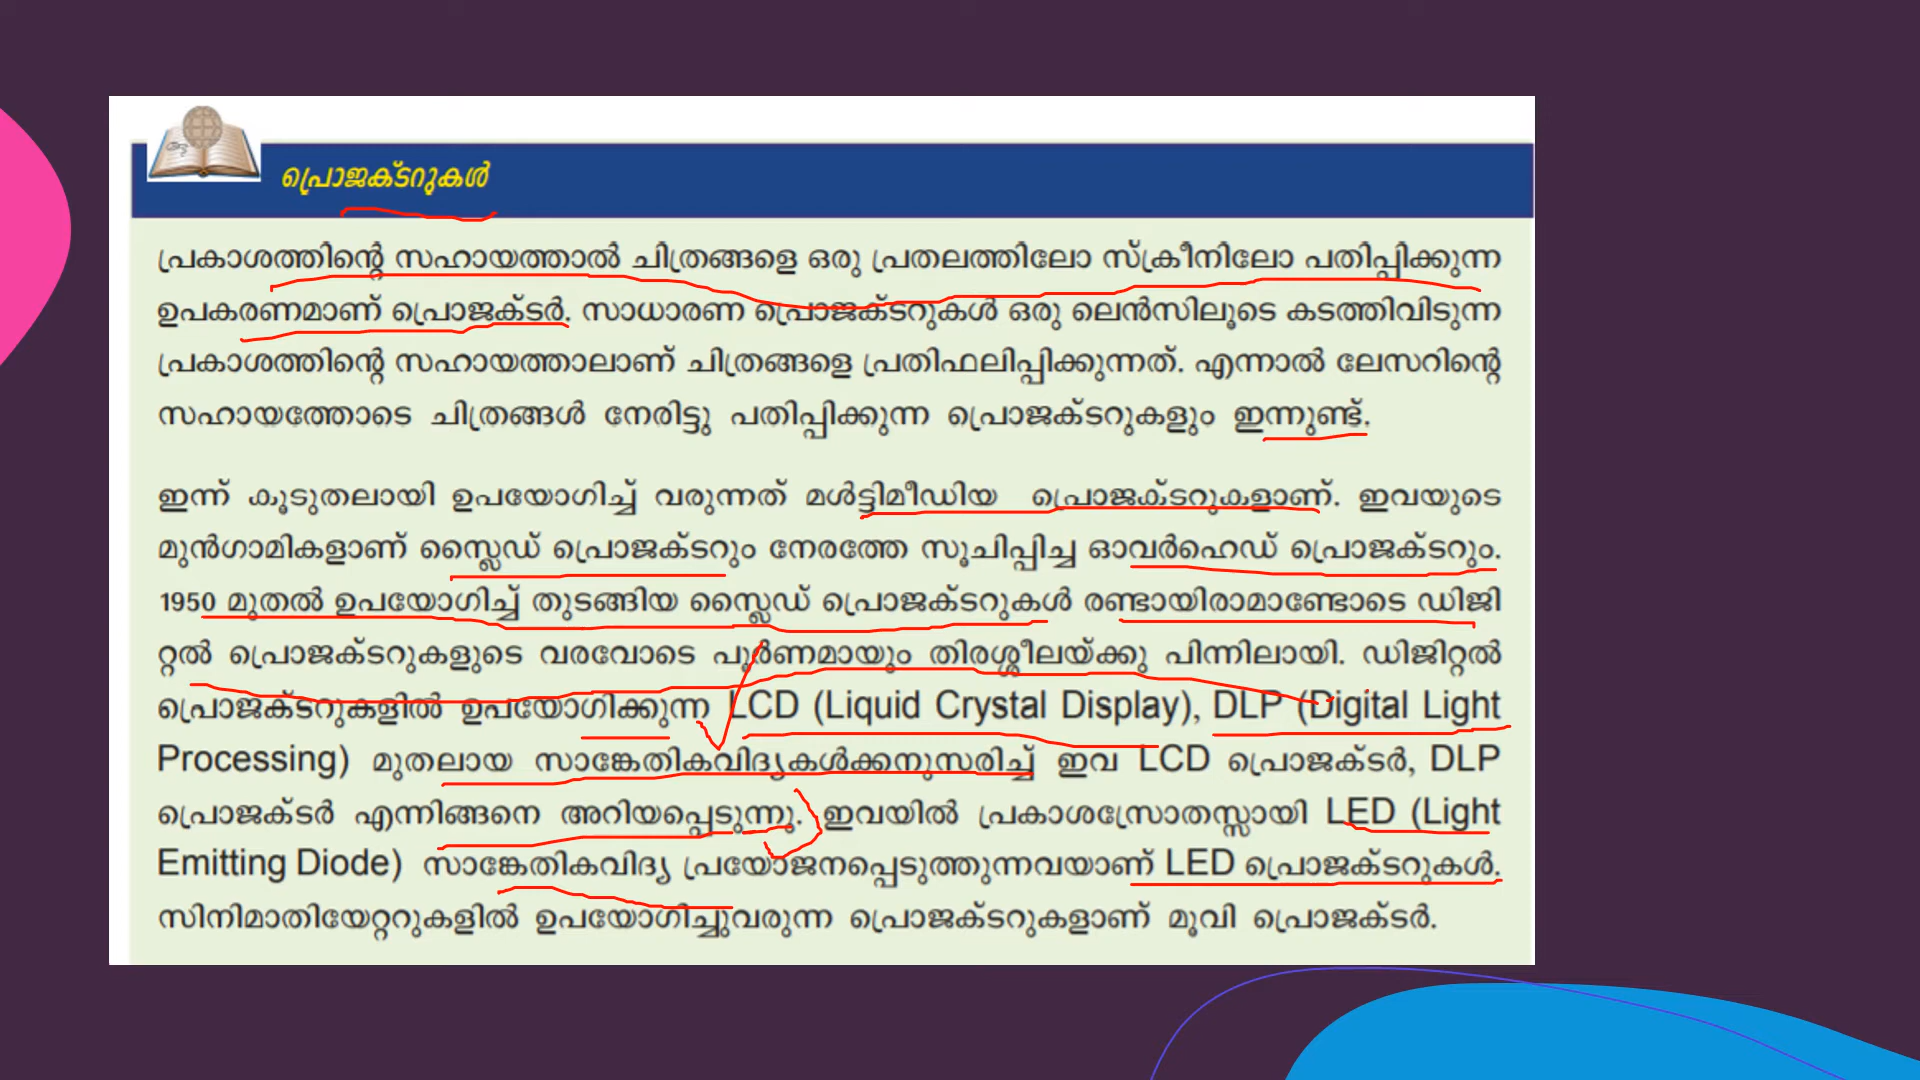 പ്രൊജക്ടറുകൾ
പ്രകാശത്തിന്റെ സഹായത്താൽ ചിത്രങ്ങളെ ഒരു പ്രതലത്തിലോ സ്ക്രീനിലോ പതിപ്പിക്കുന്ന
ഉപകരണമാണ് പ്രൊജക്ടർ. സാധാരണ പ്രൊജക്ടറുകൾ ഒരു ലെൻസിലൂടെ കടത്തിവിടുന്ന
പ്രകാശത്തിന്റെ സഹായത്താലാണ് ചിത്രങ്ങളെ പ്രതിഫലിപ്പിക്കുന്നത്. എന്നാൽ ലേസറിന്റെ
സഹായത്തോടെ ചിത്രങ്ങൾ നേരിട്ടു പതിപ്പിക്കുന്ന പ്രൊജക്ടറുകളും ഇന്നുണ്ട്.
ഇന്ന് കൂടുതലായി ഉപയോഗിച്ച് വരുന്നത് മൾട്ടിമീഡിയ പ്രൊജക്ടറുകളാണ്. ഇവയുടെ
മുൻഗാമികളാണ് സ്ലൈഡ് പ്രൊജക്ടറും നേരത്തേ സൂചിപ്പിച്ച ഓവർഹെഡ് പ്രൊജക്ടറും.
1950 മുതൽ ഉപയോഗിച്ച് തുടങ്ങിയ സ്ലൈഡ് പ്രൊജക്ടറുകൾ രണ്ടായിരാമാണ്ടോടെ ഡിജി
റ്റൽ പ്രൊജക്ടറുകളുടെ വരവോടെ പൂർണമായും തിരശ്ശീലയ്ക്കു പിന്നിലായി. ഡിജിറ്റൽ
പ്രൊജക്ടറുകളിൽ ഉപയോഗിക്കുന്ന LCD (Liquid Crystal Display), DLP (Digital Light
Processing) മുതലായ സാങ്കേതികവിദ്യകൾക്കനുസരിച്ച് ഇവ LCD പ്രൊജക്ടർ, DLP
പ്രൊജക്ടർ എന്നിങ്ങനെ അറിയപ്പെടുന്നു. ഇവയിൽ പ്രകാശസ്രോതസ്സായി LED (Light
Emitting Diode) സാങ്കേതികവിദ്യ പ്രയോജനപ്പെടുത്തുന്നവയാണ് LED പ്രൊജക്ടറുകൾ.
സിനിമാതിയേറ്ററുകളിൽ ഉപയോഗിച്ചുവരുന്ന പ്രൊജക്ടറുകളാണ് മൂവി പ്രൊജക്ടർ.